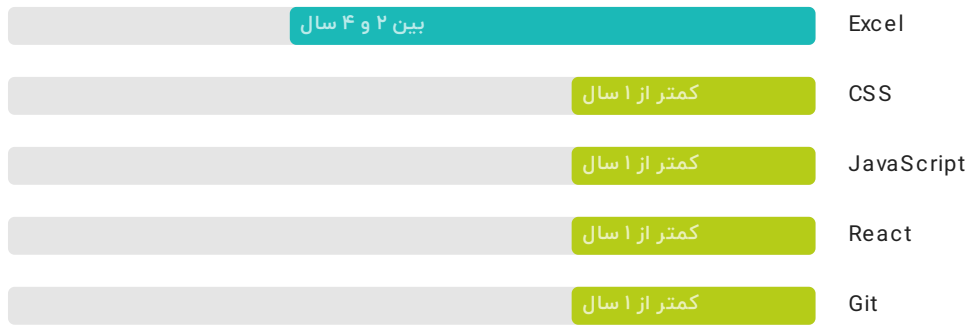 Excel
بین ۲ و ۴ سال
CSS
کمتر از ۱ سال
JavaScript
کمتر از ۱ سال
React
کمتر از ۱ سال
Git
کمتر از ۱ سال